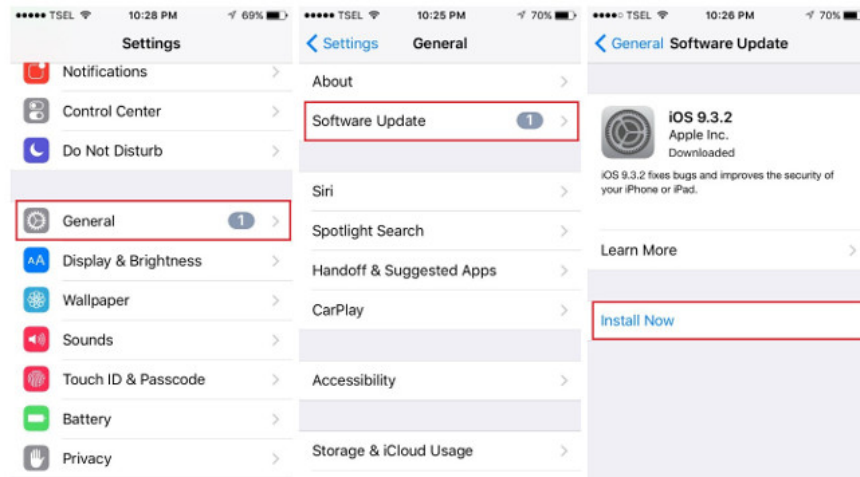 TSEL 10:28 PM 69%
Settings
Notifications
Control Center
Do Not Disturb
General 1
Display & Brightness
AA
Wallpaper
Sounds
Touch ID & Passcode
Battery
Privacy
TSEL 10:25 PM 70%
Settings General
About
Software Update 1
Siri
Spotlight Search
Handoff & Suggested Apps
CarPlay
Accessibility
Storage & iCloud Usage
TSEL 10:26 PM 70%
General Software Update
iOS 9.3.2
Apple Inc.
Downloaded
iOS 9.3.2 fixes bugs and improves the security of
your iPhone or iPad.
Learn More
Install Now